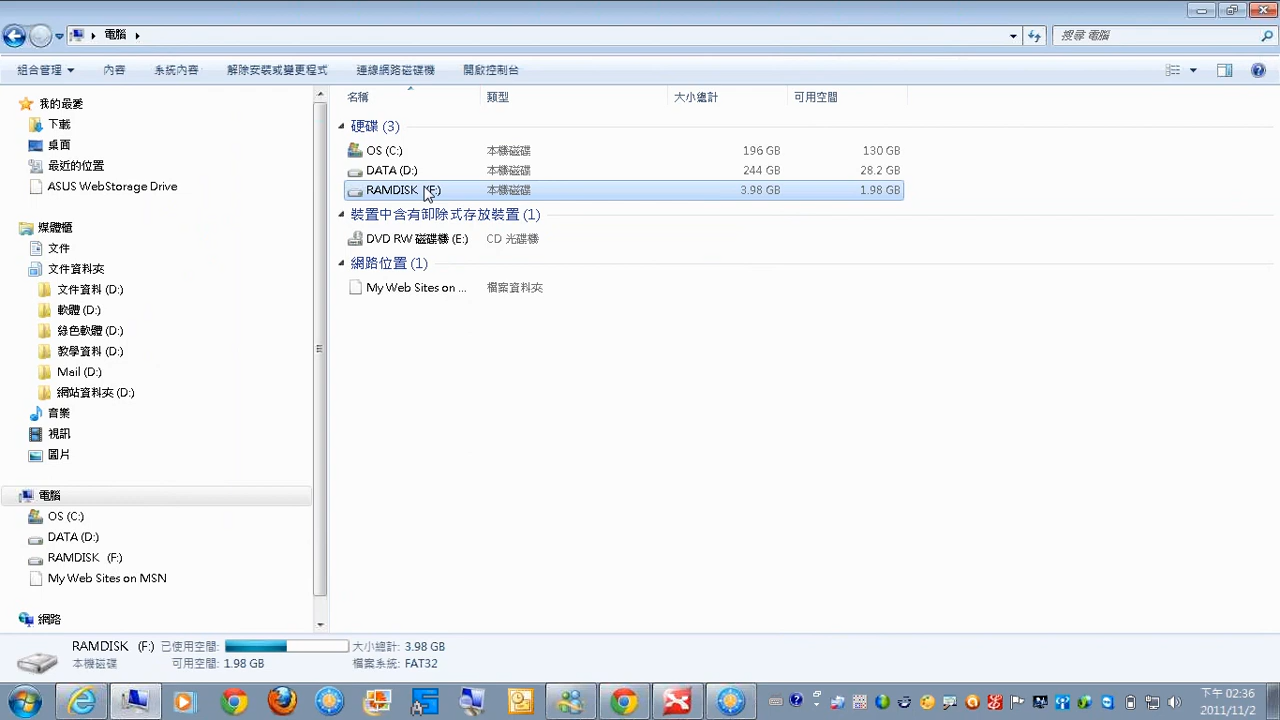 電腦
搜尋 電腦
組合管理 內容 系統內容 解除安裝或變更程式 連線網路磁碟機 開啟控制台
我的最愛
下載
桌面
最近的位置
ASUS WebStorage Drive
媒體櫃
文件
文件資料夾
文件資料 (D:)
軟體 (D:)
綠色軟體 (D:)
教學資料 (D:)
Mail (D:)
網站資料夾 (D:)
音樂
視訊
圖片
電腦
OS (C:)
DATA (D:)
RAMDISK (F:)
My Web Sites on MSN
網路
名稱 類型 大小總計 可用空間
硬碟 (3)
OS (C:) 本機磁碟 196 GB 130 GB
DATA (D:) 本機磁碟 244 GB 28.2 GB
RAMDISK (F:) 本機磁碟 3.98 GB 1.98 GB
裝置中含有卸除式存放裝置 (1)
DVD RW 磁碟機 (E:) CD 光碟機
網路位置 (1)
My Web Sites on ... 檔案資料夾
RAMDISK (F:) 已使用空間: 大小總計: 3.98 GB
本機磁碟 可用空間: 1.98 GB 檔案系統: FAT32
下午 02:36
2011/11/2